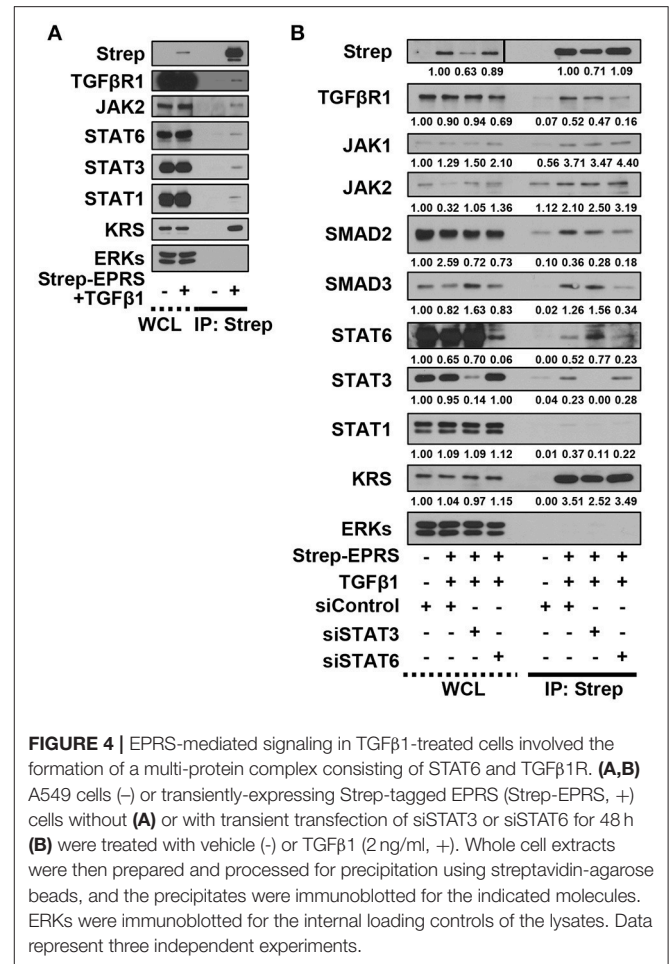 A
Strep
TGFβR1
JAK2
STAT6
STAT3
STAT1
KRS
ERKs
Strep-EPRS
+TGFβ1
- + - +
WCL IP: Strep
B
Strep
1.00 0.63 0.89 1.00 0.71 1.09
TGFβR1
1.00 0.90 0.94 0.69 0.07 0.52 0.47 0.16
JAK1
1.00 1.29 1.50 2.10 0.56 3.71 3.47 4.40
JAK2
1.00 0.32 1.05 1.36 1.12 2.10 2.50 3.19
SMAD2
1.00 2.59 0.72 0.73 0.10 0.36 0.28 0.18
SMAD3
1.00 0.82 1.63 0.83 0.02 1.26 1.56 0.34
STAT6
1.00 0.65 0.70 0.06 0.00 0.52 0.77 0.23
STAT3
1.00 0.95 0.14 1.00 0.04 0.23 0.00 0.28
STAT1
1.00 1.09 1.09 1.12 0.01 0.37 0.11 0.22
KRS
1.00 1.04 0.97 1.15 0.00 3.51 2.52 3.49
ERKs
Strep-EPRS - + + + - + + +
TGFβ1 - + + + - + + +
siControl + + - - + + - -
siSTAT3 - - + - - - + -
siSTAT6 - - - + - - - +
WCL IP: Strep
FIGURE 4 | EPRS-mediated signaling in TGFβ1-treated cells involved the
formation of a multi-protein complex consisting of STAT6 and TGFβ1R. (A,B)
A549 cells (–) or transiently-expressing Strep-tagged EPRS (Strep-EPRS, +)
cells without (A) or with transient transfection of siSTAT3 or siSTAT6 for 48 h
(B) were treated with vehicle (-) or TGFβ1 (2 ng/ml, +). Whole cell extracts
were then prepared and processed for precipitation using streptavidin-agarose
beads, and the precipitates were immunoblotted for the indicated molecules.
ERKs were immunoblotted for the internal loading controls of the lysates. Data
represent three independent experiments.